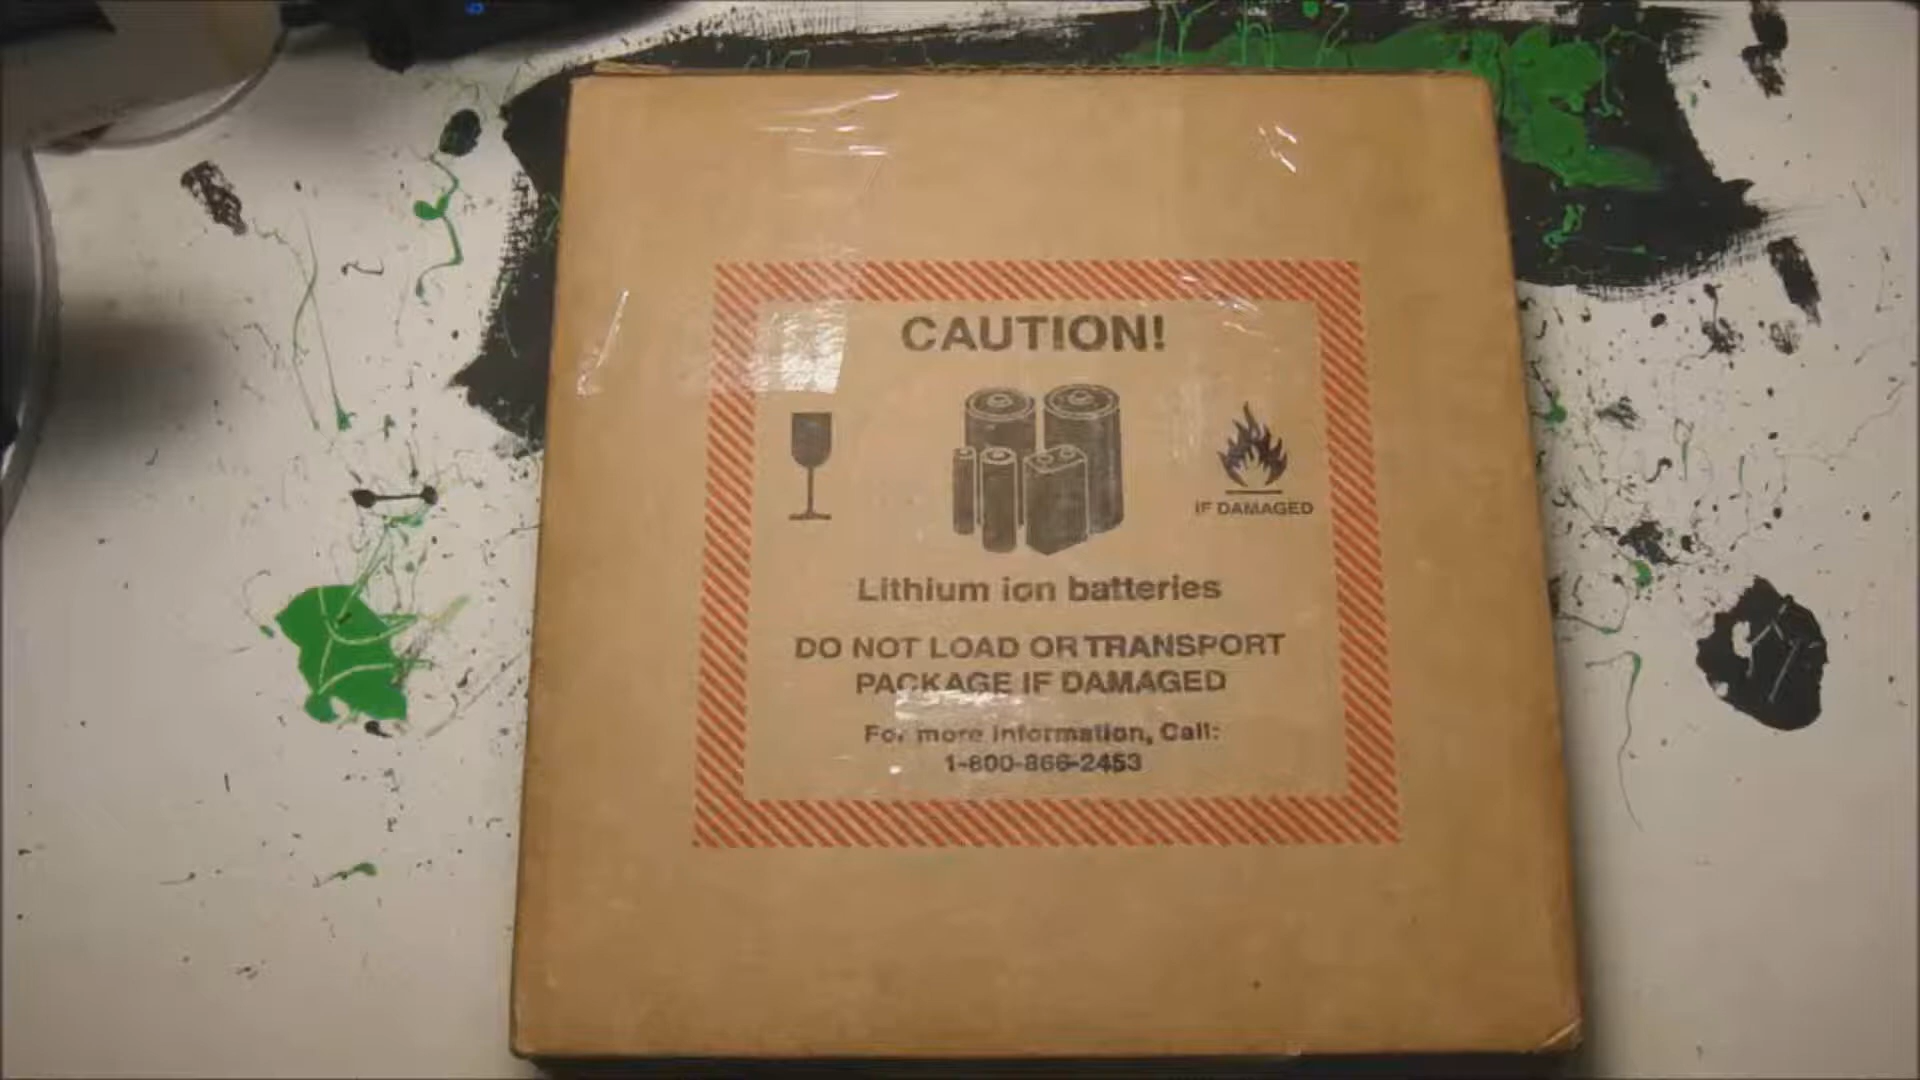 CAUTION!
IF DAMAGED
Lithium ion batteries
DO NOT LOAD OR TRANSPORT
PACKAGE IF DAMAGED
For more information, Call:
1-800-866-2453